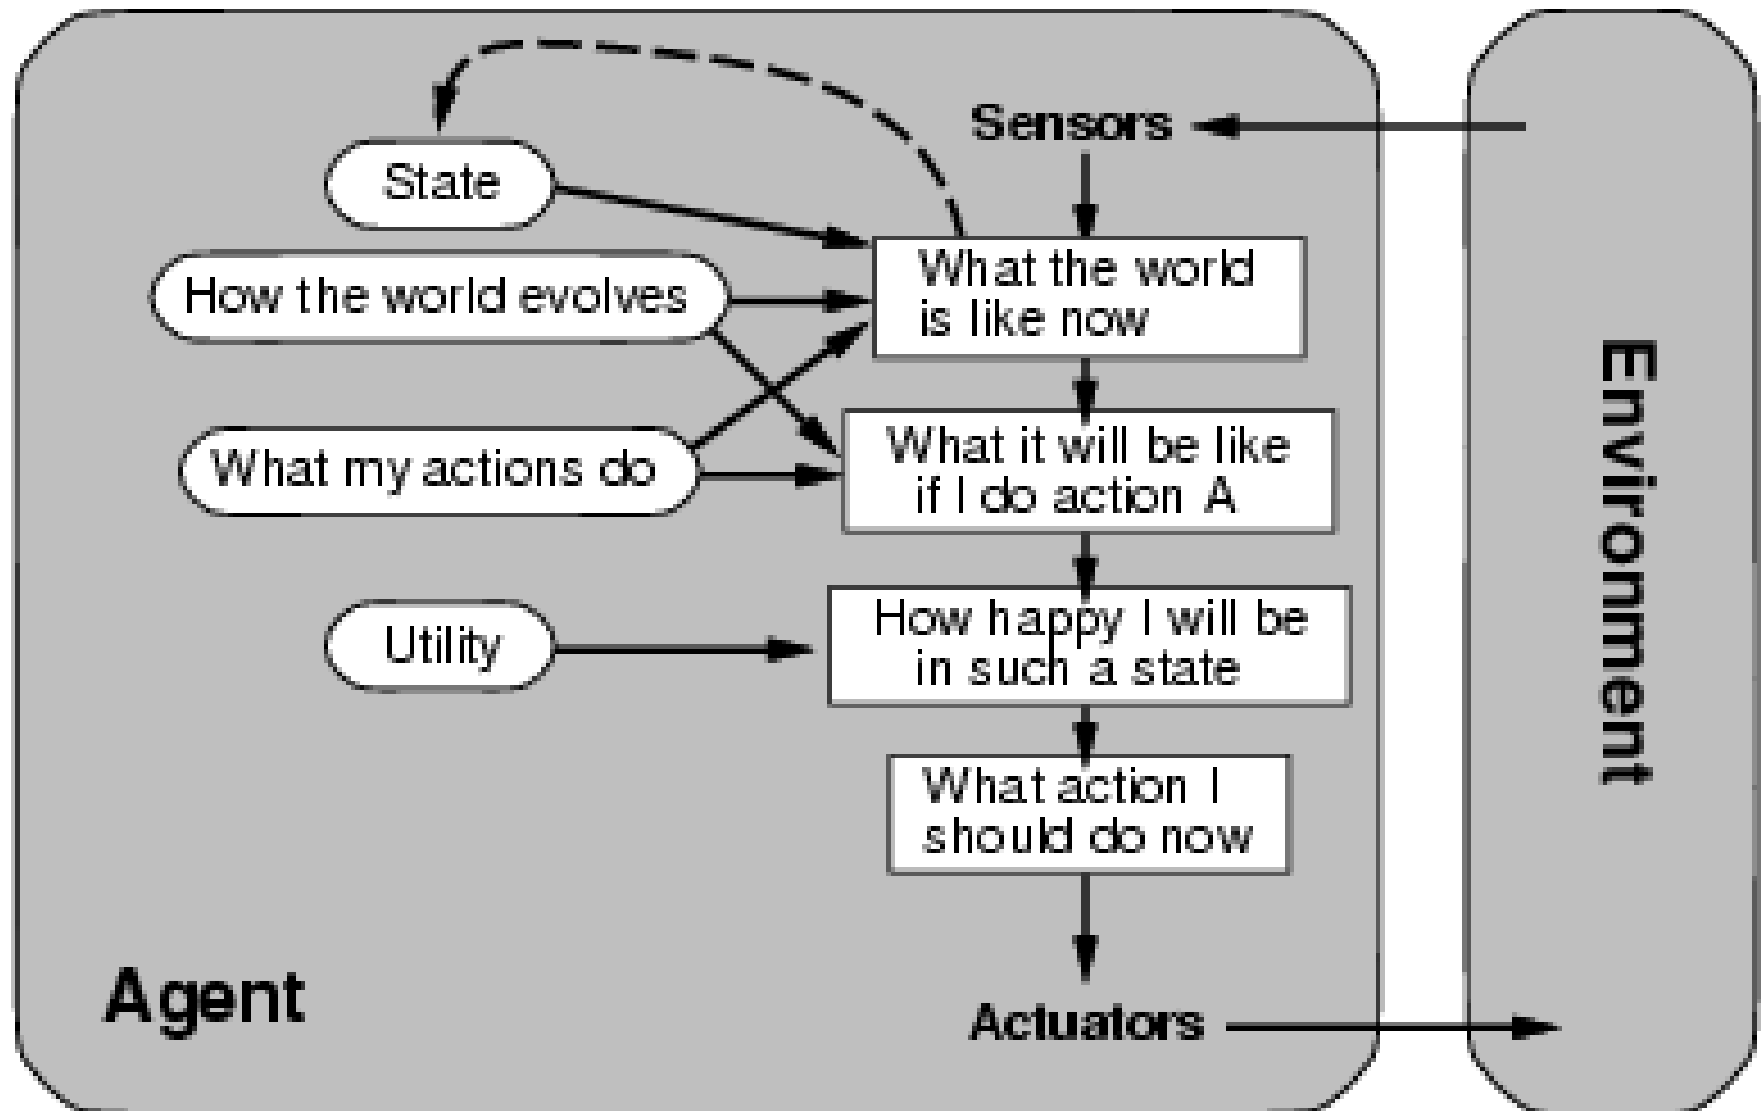 Sensors
State
What the world
is like now
How the world evolves
What my actions do
What it will be like
if I do action A
Utility
How happy I will be
in such a state
What action I
should do now
Agent
Actuators
Environment